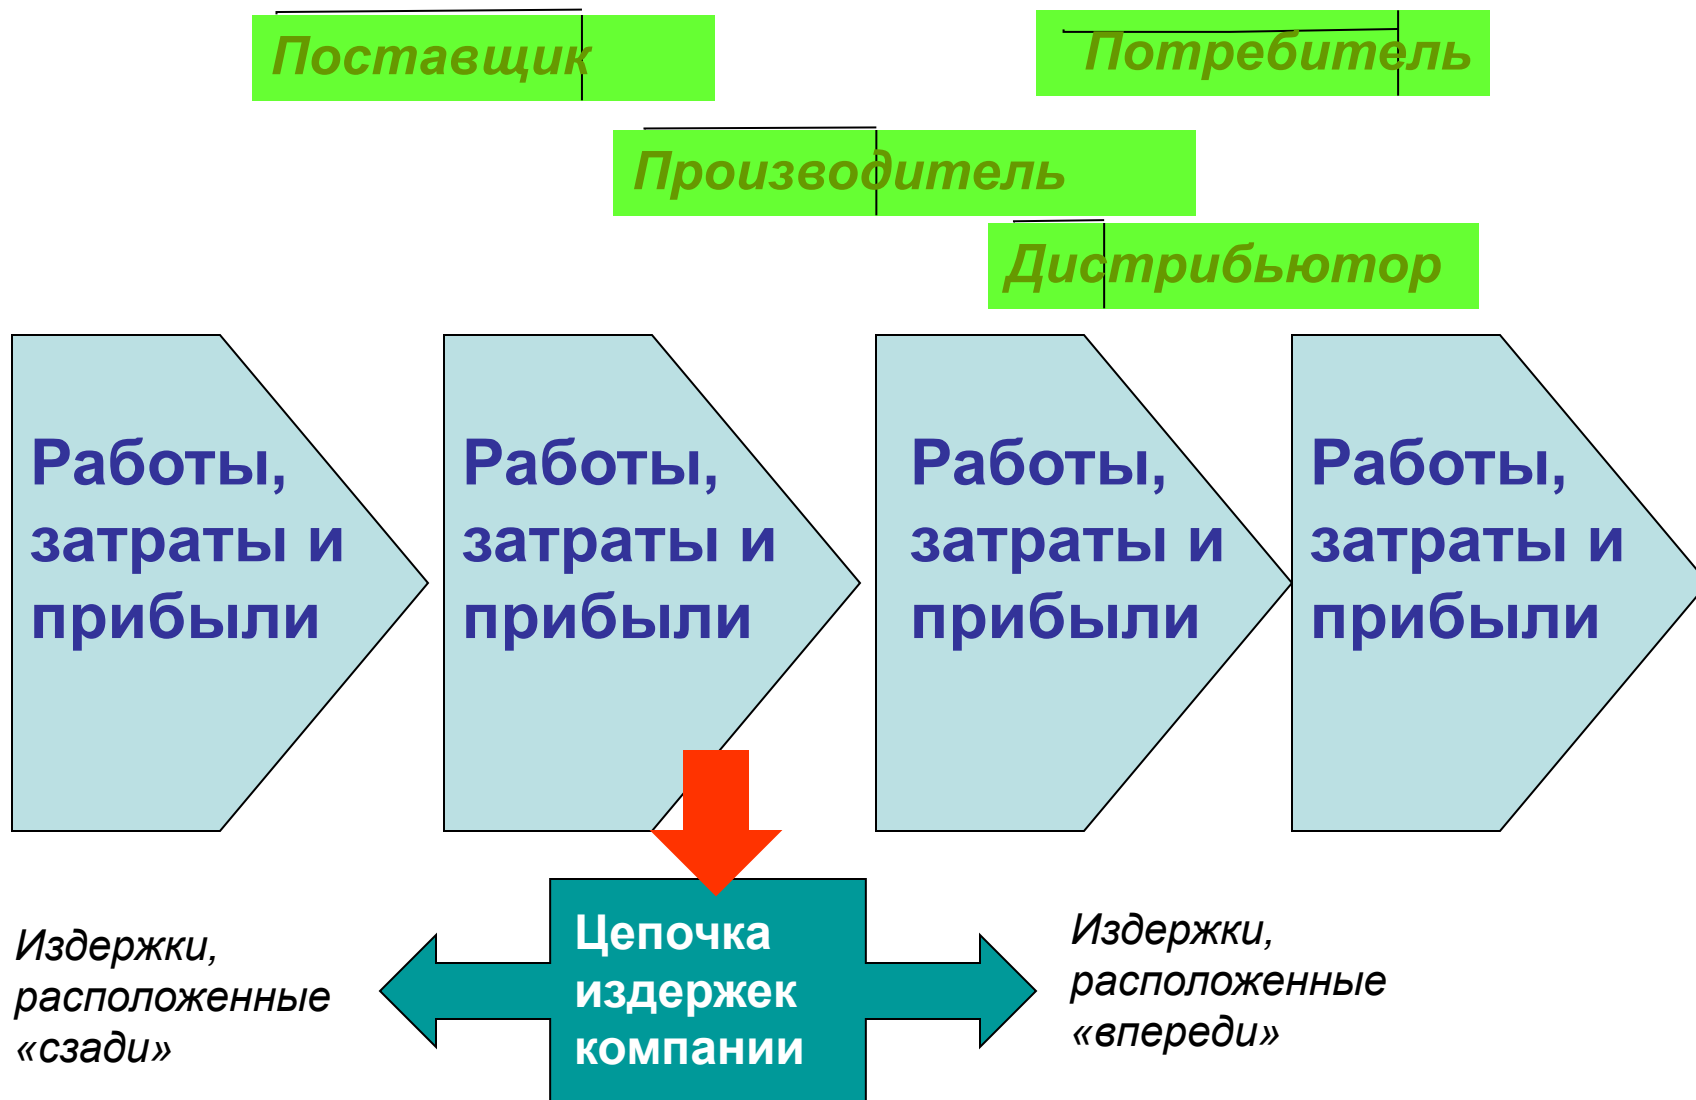 Поставщик
Потребитель
Производитель
Дистрибьютор
Работы,
затраты и
прибыли
Работы,
затраты и
прибыли
Работы,
затраты и
прибыли
Работы,
затраты и
прибыли
Издержки,
расположенные
«сзади»
Цепочка
издержек
компании
Издержки,
расположенные
«впереди»